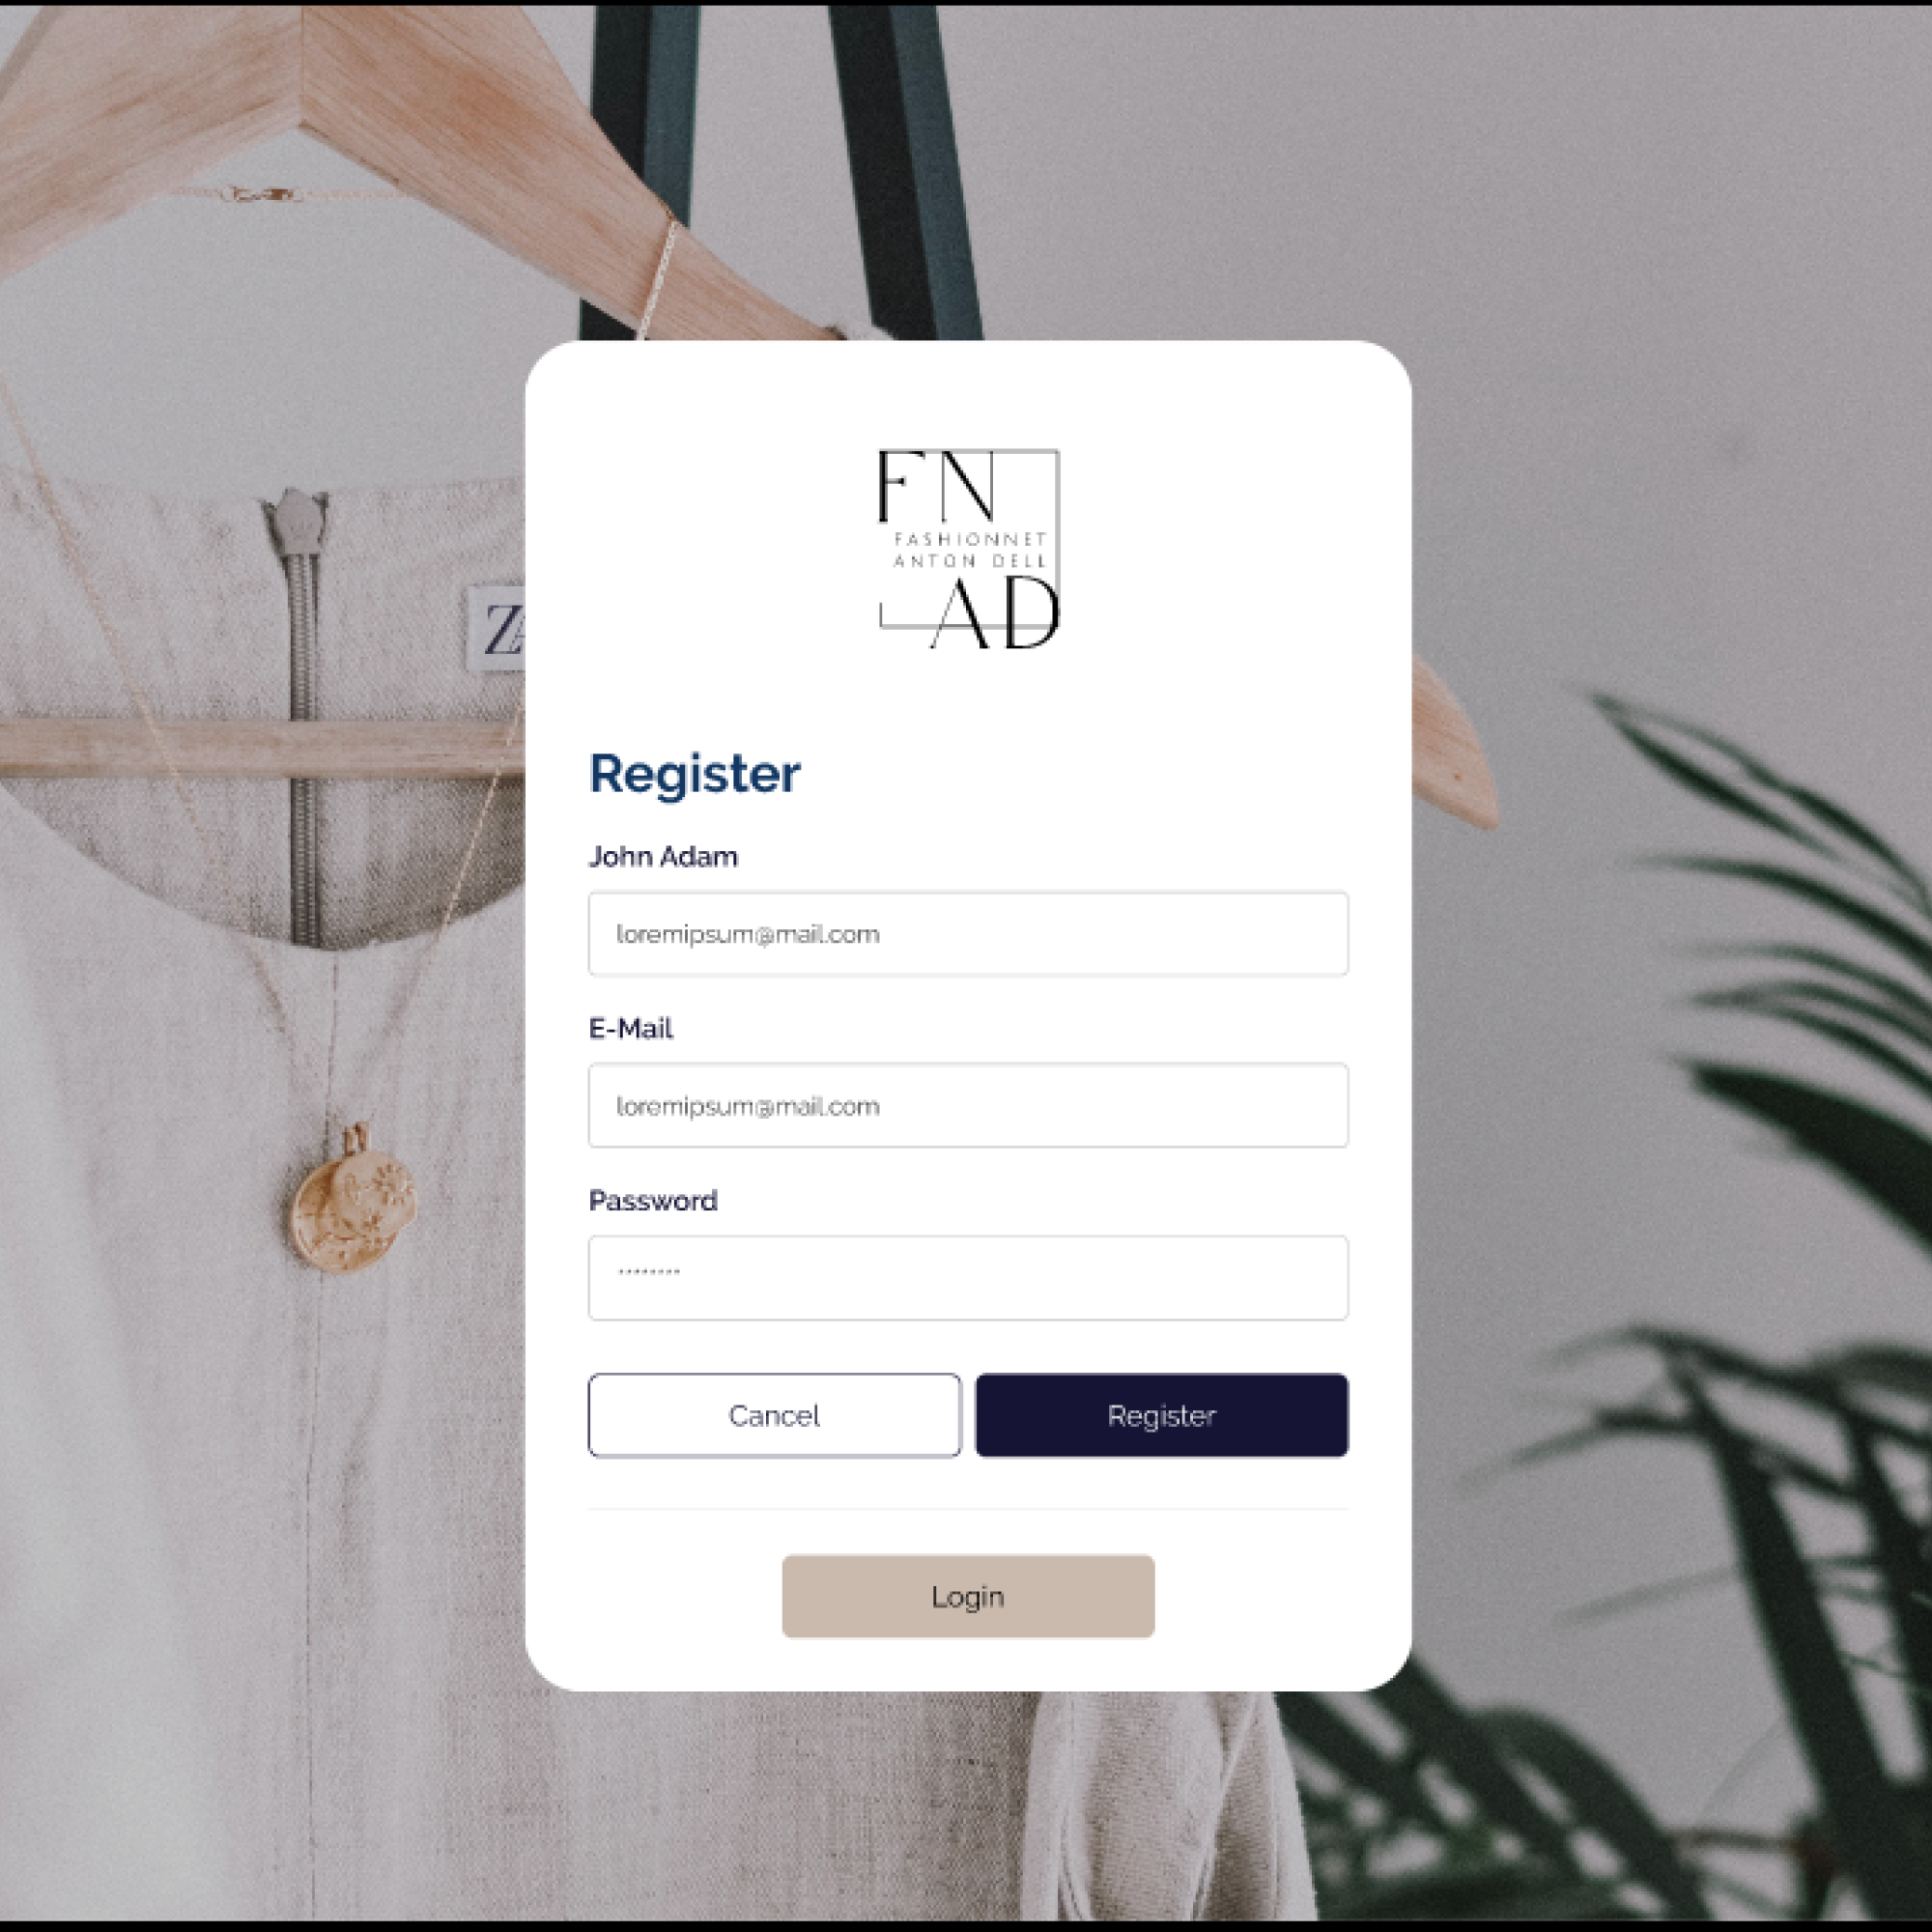 FN
FASHIONNET
ANTON DELL
AD
Register
John Adam
loremipsum@mail.com
E-Mail
loremipsum@mail.com
Password
********
Cancel
Register
Login